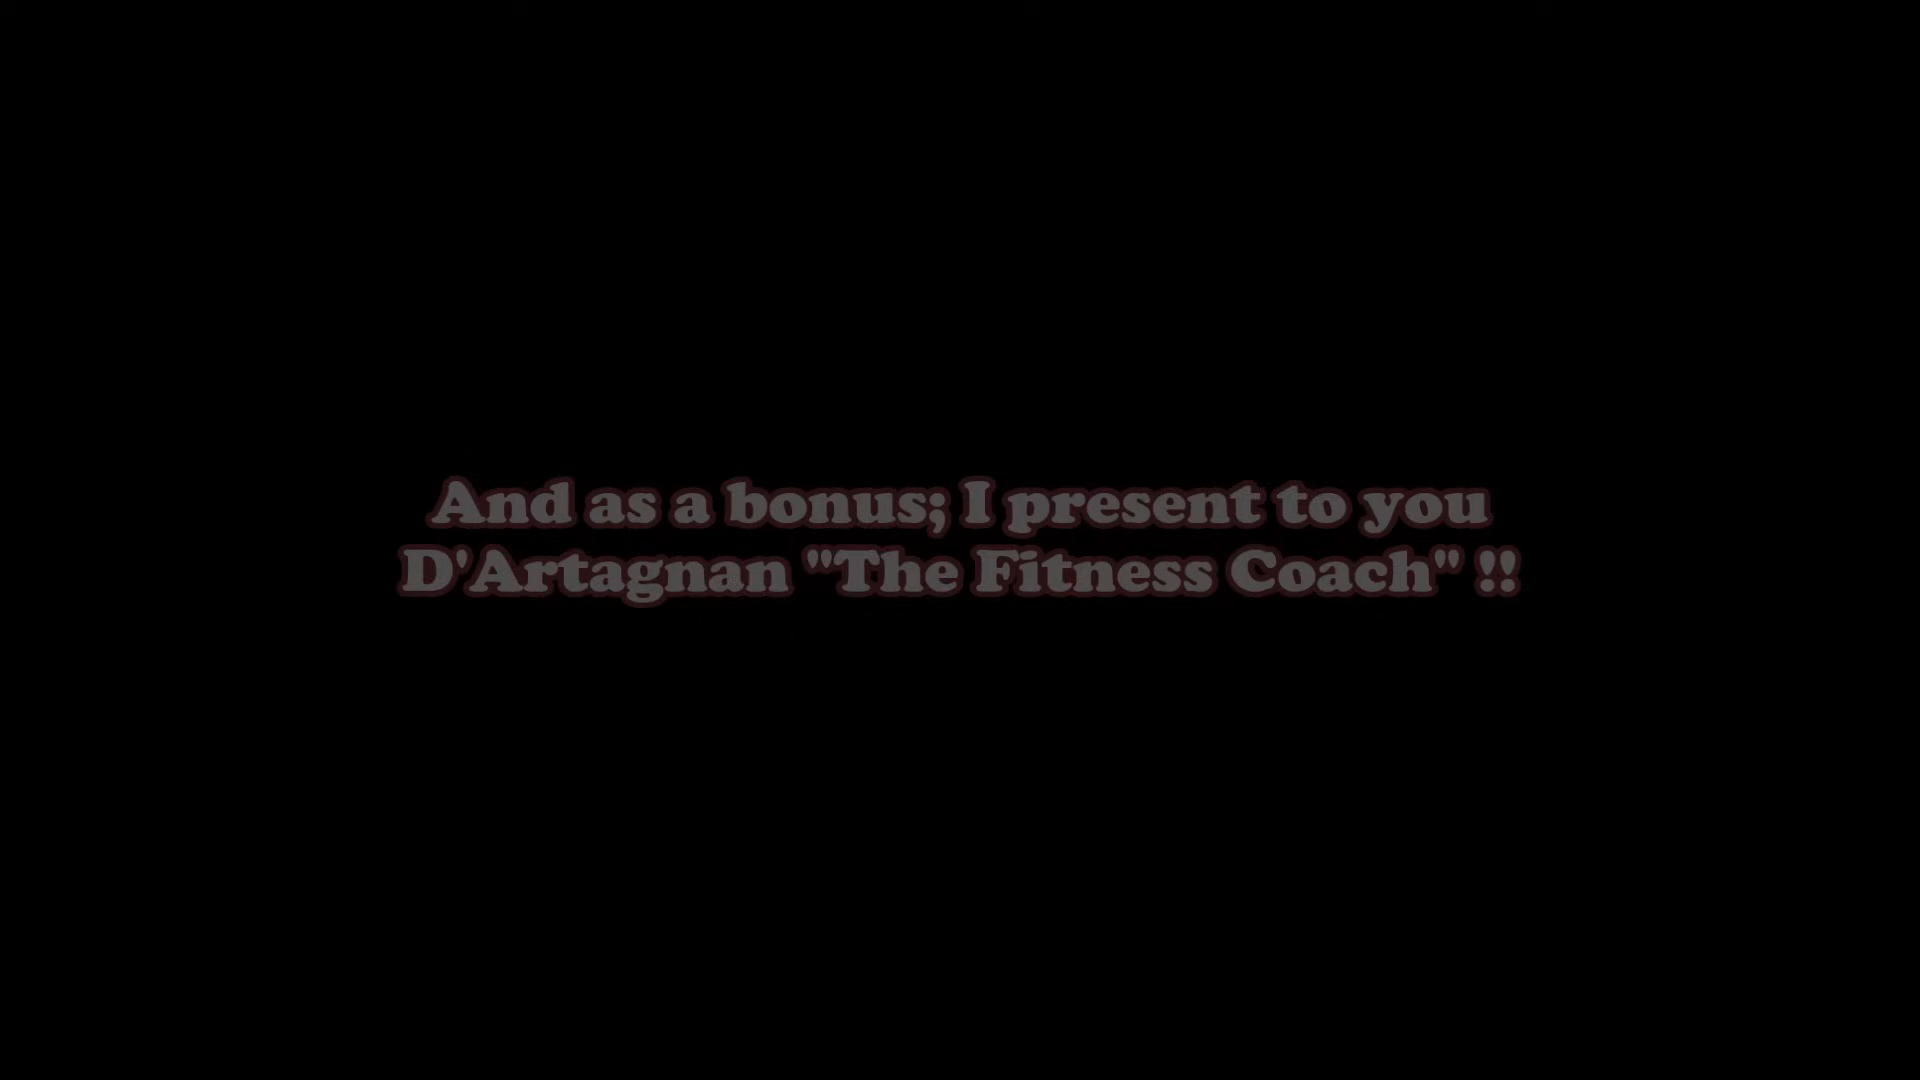 And as a bonus; I present to you
D'Artagnan "The Fitness Coach" !!